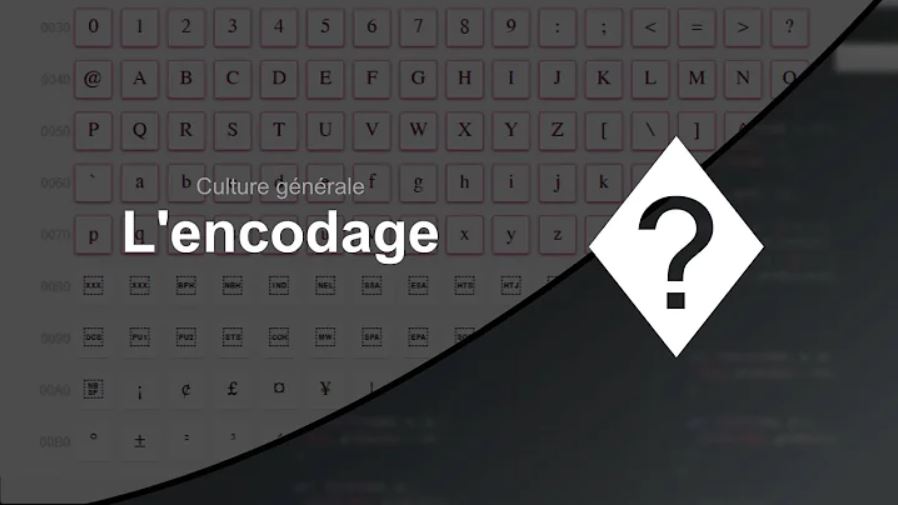 0030 0 1 2 3 4 5 6 7 8 9 : ; < = > ?
0040 @ A B C D E F G H I J K L M N O
0050 P Q R S T U V W X Y Z [ \ ] ^
0060 ` a b d e f g h i j k
Culture générale
0070 p q x y z
L'encodage
0080 XXX XXX BPH NBH IND NEL SSA ESA HTS HTJ
0090 DCS PU1 PU2 STS CCH MW SPA EPA
00A0 NB SP ¡ ¢ £ ¤ ¥
00B0 ° ± ² ³
?